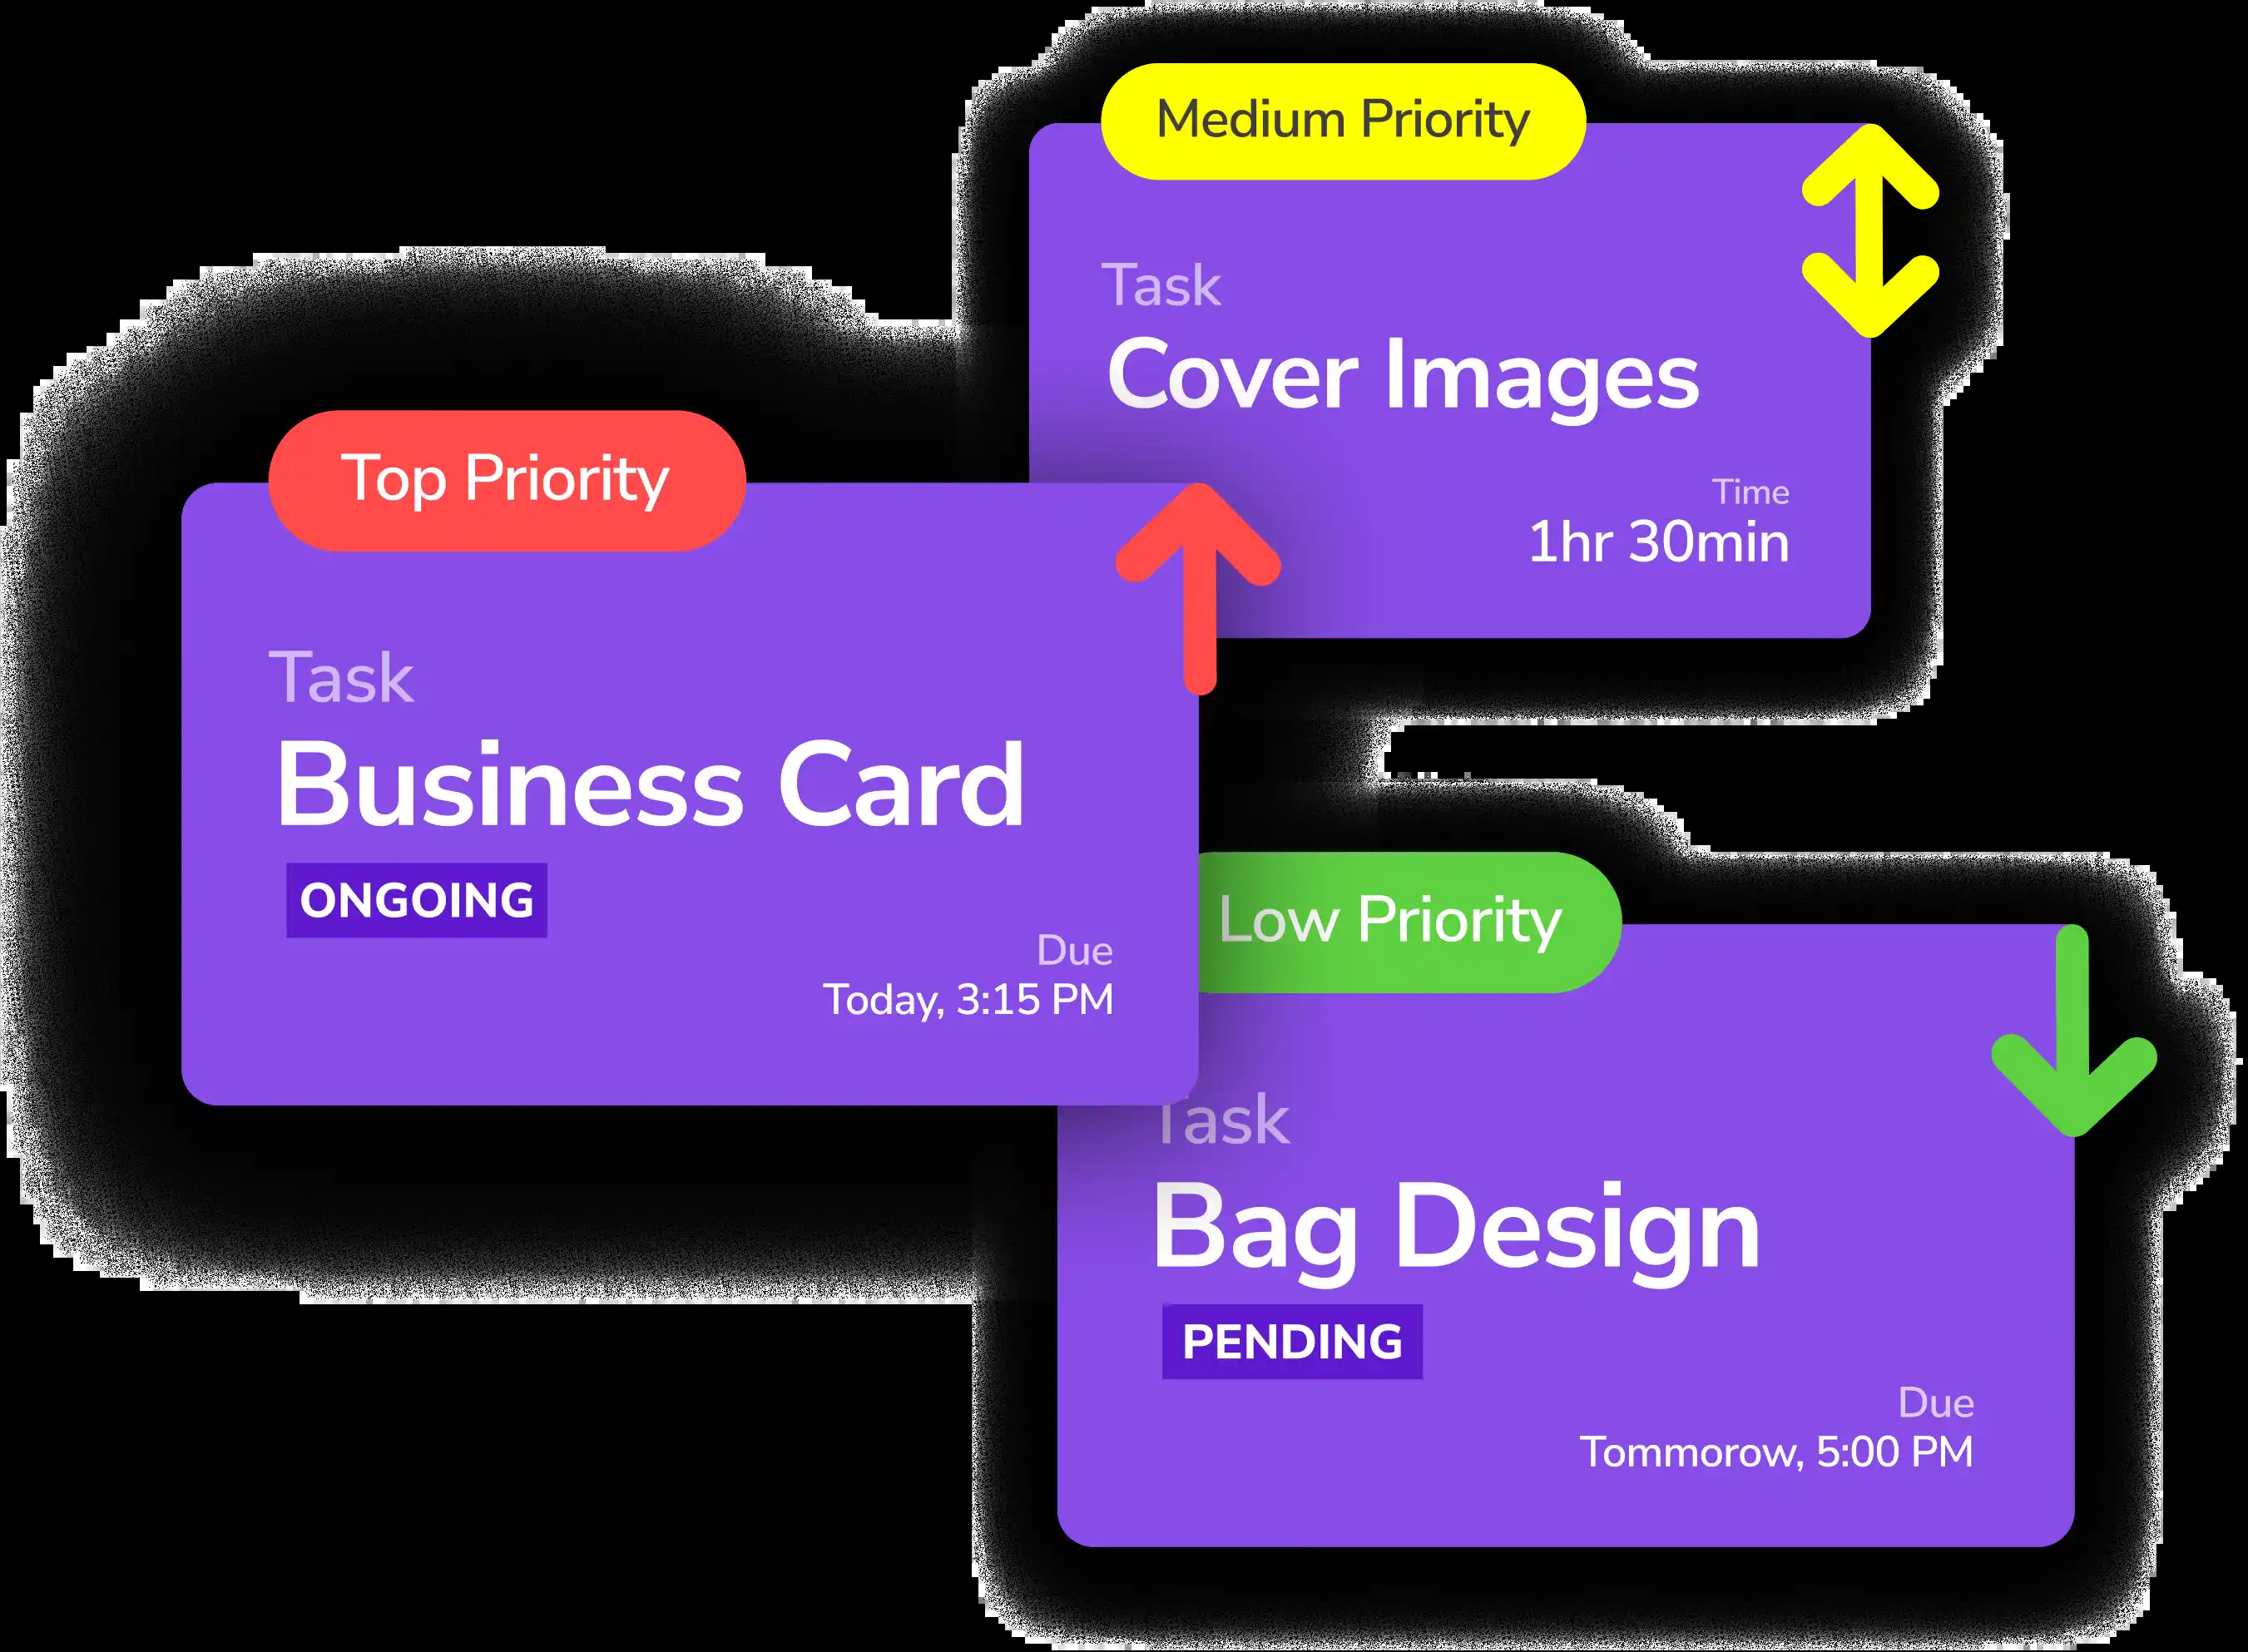 Medium Priority
Task
Cover Images
Time
1hr 30min
Top Priority
Task
Business Card
ONGOING
Due
Today, 3:15 PM
Low Priority
Task
Bag Design
PENDING
Due
Tommorow, 5:00 PM